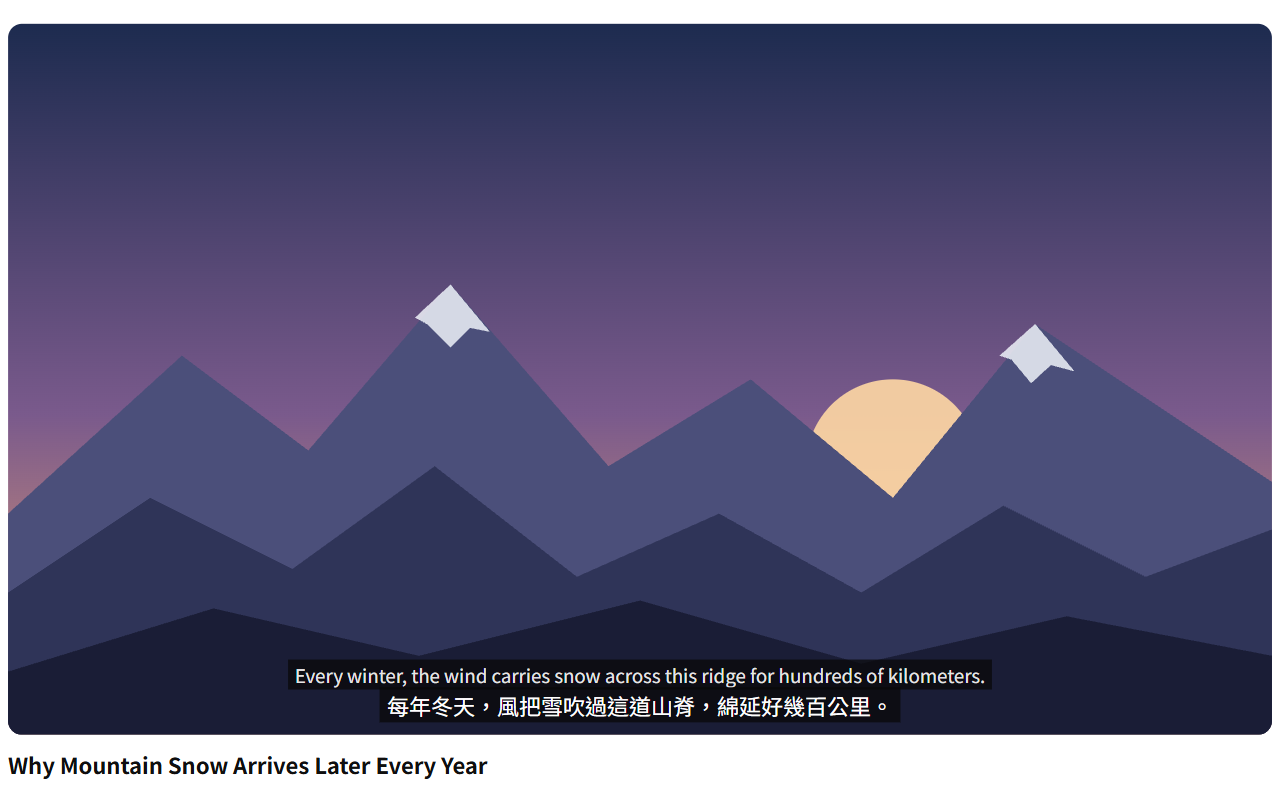 Every winter, the wind carries snow across this ridge for hundreds of kilometers.
每年冬天，風把雪吹過這道山脊，綿延好幾百公里。
Why Mountain Snow Arrives Later Every Year